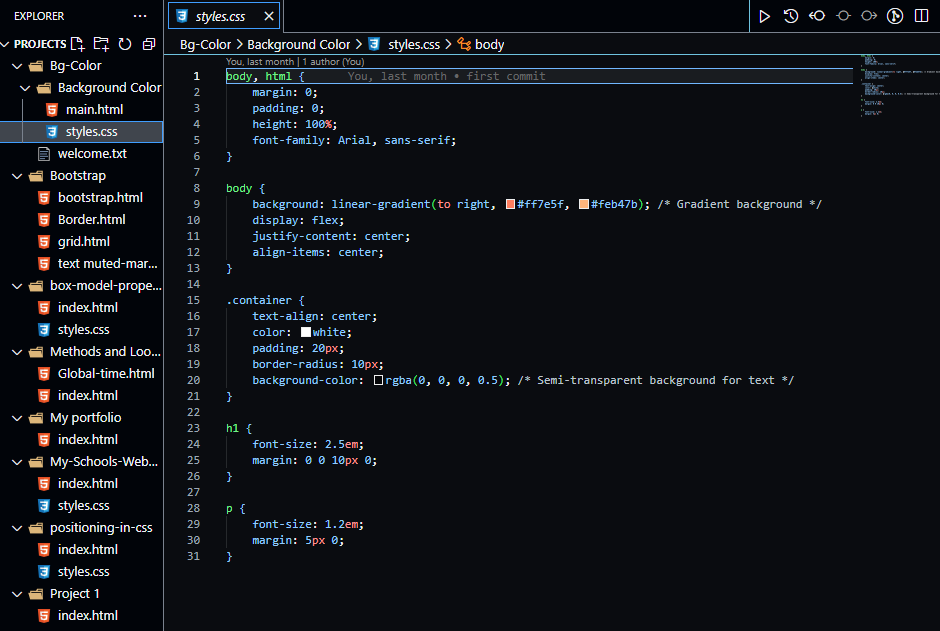 EXPLORER
PROJECTS
Bg-Color
Background Color
main.html
styles.css
welcome.txt
Bootstrap
bootstrap.html
Border.html
grid.html
text muted-mar...
box-model-prope...
index.html
styles.css
Methods and Loo...
Global-time.html
index.html
My portfolio
index.html
My-Schools-Web...
index.html
styles.css
positioning-in-css
index.html
styles.css
Project 1
index.html
styles.css
Bg-Color > Background Color > styles.css > body
You, last month | 1 author (You)
1 body, html { You, last month • first commit
2 margin: 0;
3 padding: 0;
4 height: 100%;
5 font-family: Arial, sans-serif;
6 }
7
8 body {
9 background: linear-gradient(to right, #ff7e5f, #feb47b); /* Gradient background */
10 display: flex;
11 justify-content: center;
12 align-items: center;
13 }
14
15 .container {
16 text-align: center;
17 color: white;
18 padding: 20px;
19 border-radius: 10px;
20 background-color: rgba(0, 0, 0, 0.5); /* Semi-transparent background for text */
21 }
22
23 h1 {
24 font-size: 2.5em;
25 margin: 0 0 10px 0;
26 }
27
28 p {
29 font-size: 1.2em;
30 margin: 5px 0;
31 }